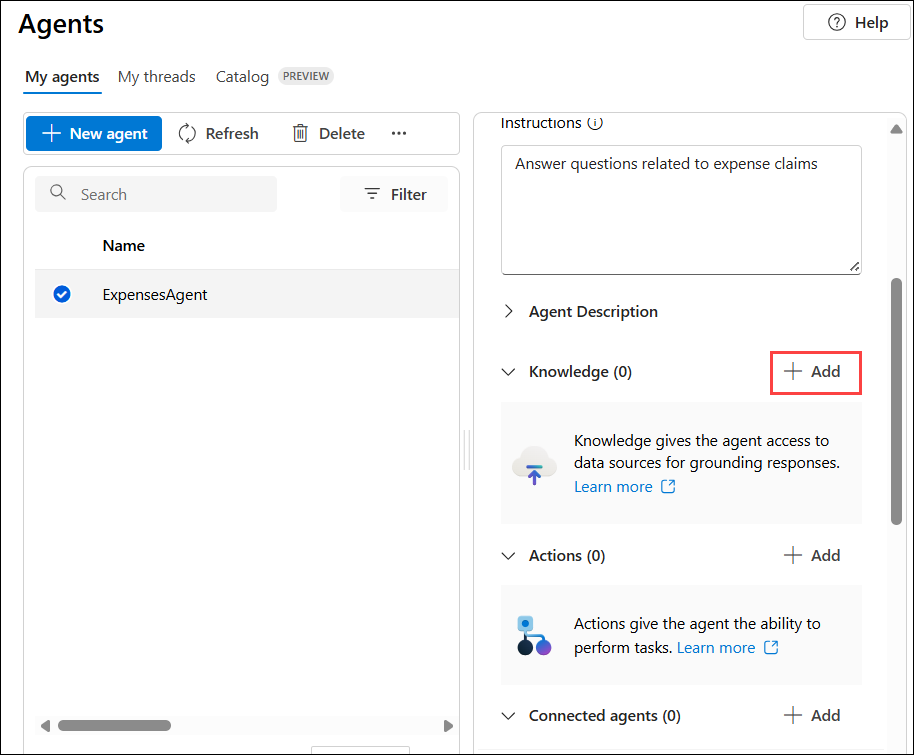 Agents
Help
My agents
My threads
Catalog
PREVIEW
New agent
Refresh
Delete
Search
Filter
Name
ExpensesAgent
Instructions
Answer questions related to expense claims
Agent Description
Knowledge (0)
Add
Knowledge gives the agent access to
data sources for grounding responses.
Learn more
Actions (0)
Add
Actions give the agent the ability to
perform tasks. Learn more
Connected agents (0)
Add